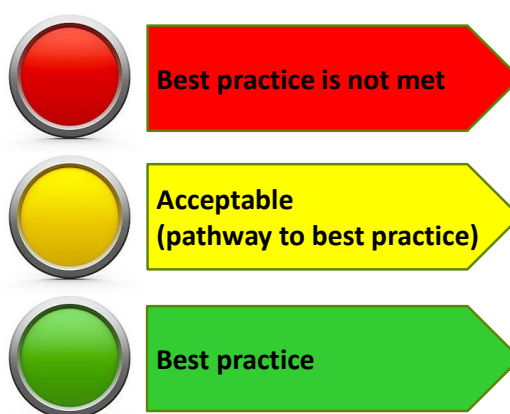 Best practice is not met
Acceptable
(pathway to best practice)
Best practice